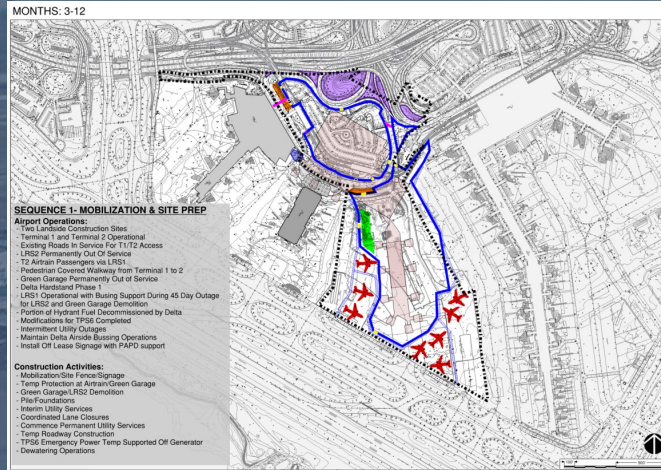 MONTHS: 3-12
SEQUENCE 1- MOBILIZATION & SITE PREP
Airport Operations:
- Two Landside Construction Sites
- Terminal 1 and Terminal 2 Operational
- Existing Roads In Service For T1/T2 Access
- LRS2 Permanently Out Of Service
- T2 Airtrain Passengers via LRS1
- Pedestrian Covered Walkway from Terminal 1 to 2
- Green Garage Permanently Out of Service
- Delta Hardstand Phase 1
- LRS1 Operational with Busing Support During 45 Day Outage
for LRS2 and Green Garage Demolition
- Portion of Hydrant Fuel Decommissioned by Delta
- Modifications for TPS6 Completed
- Intermittent Utility Outages
- Maintain Delta Airside Bussing Operations
- Install Off Lease Signage with PAPD support
Construction Activities:
- Mobilization/Site Fence/Signage
- Temp Protection at Airtrain/Green Garage
- Green Garage/LRS2 Demolition
- Pile/Foundations
- Interim Utility Services
- Coordinated Lane Closures
- Commence Permanent Utility Services
- Temp Roadway Construction
- TPS6 Emergency Power Temp Supported Off Generator
- Dewatering Operations